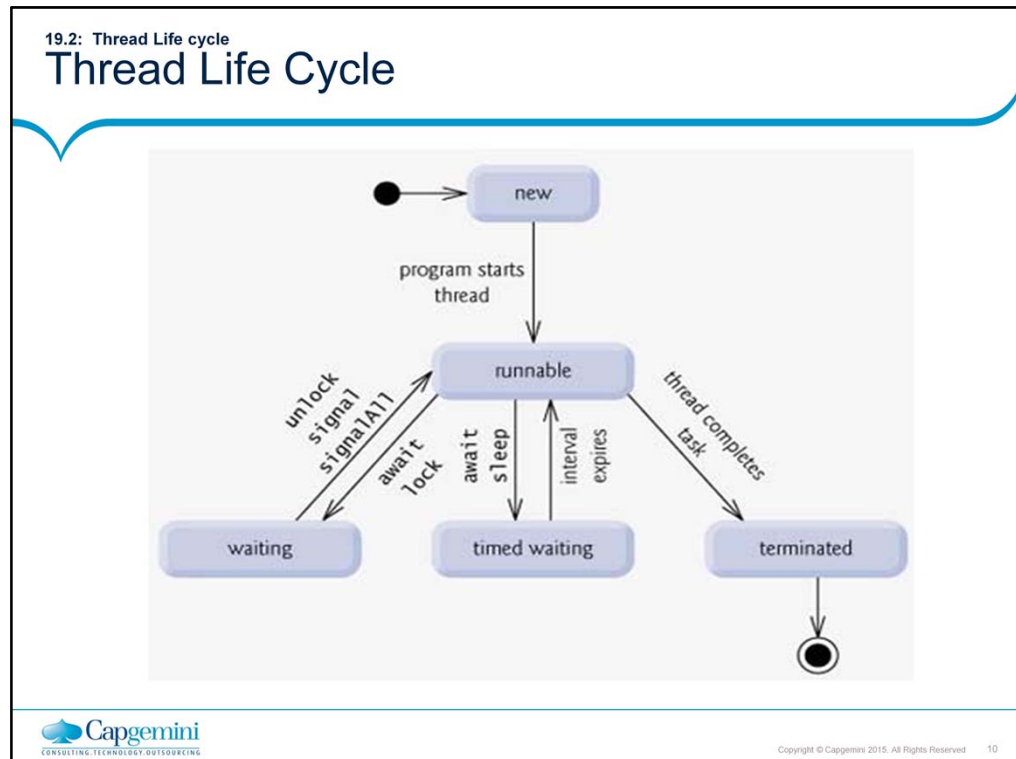 19.2: Thread Life cycle
Thread Life Cycle
new
program starts
thread
runnable
unlock
signal
signalAll
await
lock
await
sleep
interval
expires
thread completes
task
waiting
timed waiting
terminated
Capgemini
CONSULTING.TECHNOLOGY.OUTSOURCING
Copyright © Capgemini 2015. All Rights Reserved 10